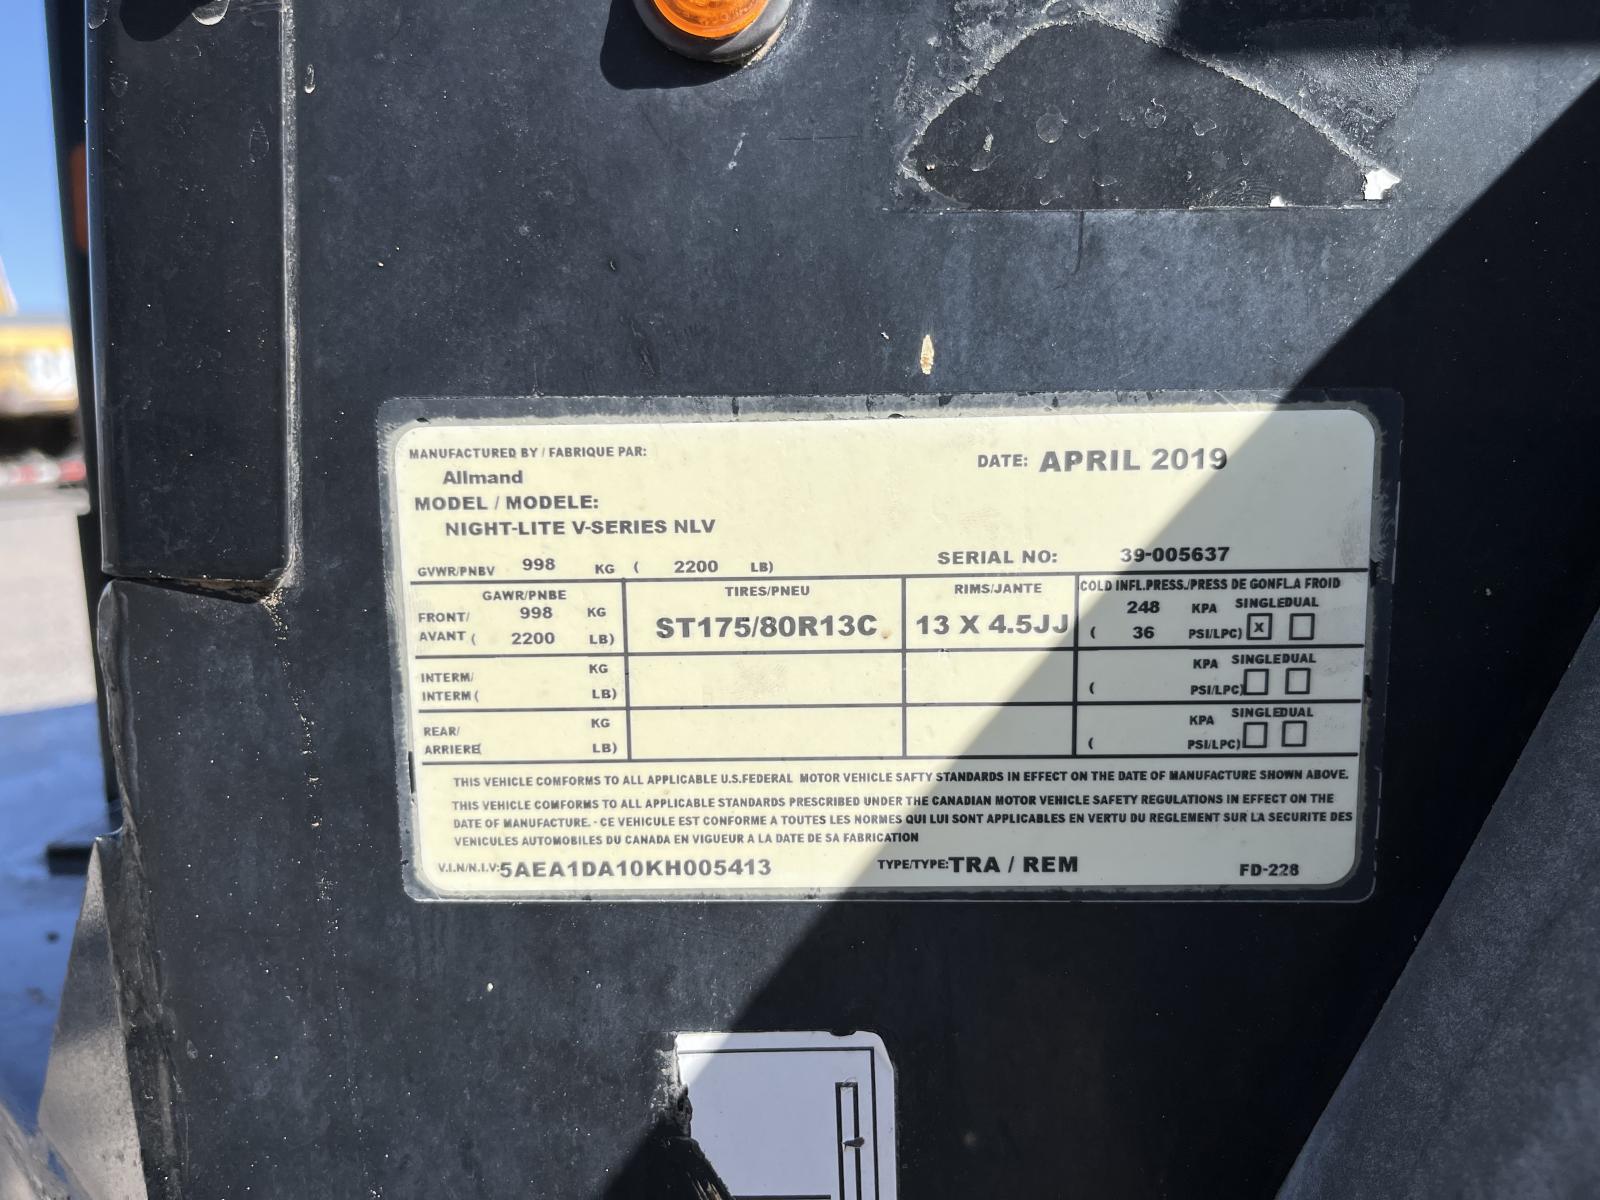 MANUFACTURED BY / FABRIQUE PAR:
Allmand
DATE: APRIL 2019
MODEL / MODELE:
NIGHT-LITE V-SERIES NLV
GVWR/PNBV 998 KG ( 2200 LB) SERIAL NO: 39-005637
GAWR/PNBE TIRES/PNEU RIMS/JANTE COLD INFL.PRESS./PRESS DE GONFL.A FROID
FRONT/ 998 KG ST175/80R13C 13 X 4.5JJ 248 KPA SINGLE DUAL
AVANT ( 2200 LB) ( 36 PSI/LPC) X
INTERM/ KG KPA SINGLE DUAL
INTERM ( LB) ( PSI/LPC)
REAR/ KG KPA SINGLE DUAL
ARRIERE( LB) ( PSI/LPC)
THIS VEHICLE COMFORMS TO ALL APPLICABLE U.S.FEDERAL MOTOR VEHICLE SAFTY STANDARDS IN EFFECT ON THE DATE OF MANUFACTURE SHOWN ABOVE.
THIS VEHICLE COMFORMS TO ALL APPLICABLE STANDARDS PRESCRIBED UNDER THE CANADIAN MOTOR VEHICLE SAFETY REGULATIONS IN EFFECT ON THE
DATE OF MANUFACTURE. - CE VEHICULE EST CONFORME A TOUTES LES NORMES QUI LUI SONT APPLICABLES EN VERTU DU REGLEMENT SUR LA SECURITE DES
VENICULES AUTOMOBILES DU CANADA EN VIGUEUR A LA DATE DE SA FABRICATION
V.I.N/N.I.V: 5AEA1DA10KH005413 TYPE/TYPE: TRA / REM FD-228